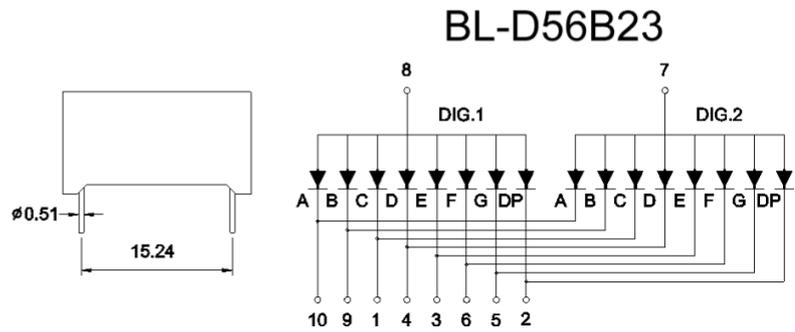 BL-D56B23
8 7
DIG.1 DIG.2
A B C D E F G DP A B C D E F G DP
ø0.51
15.24
10 9 1 4 3 6 5 2